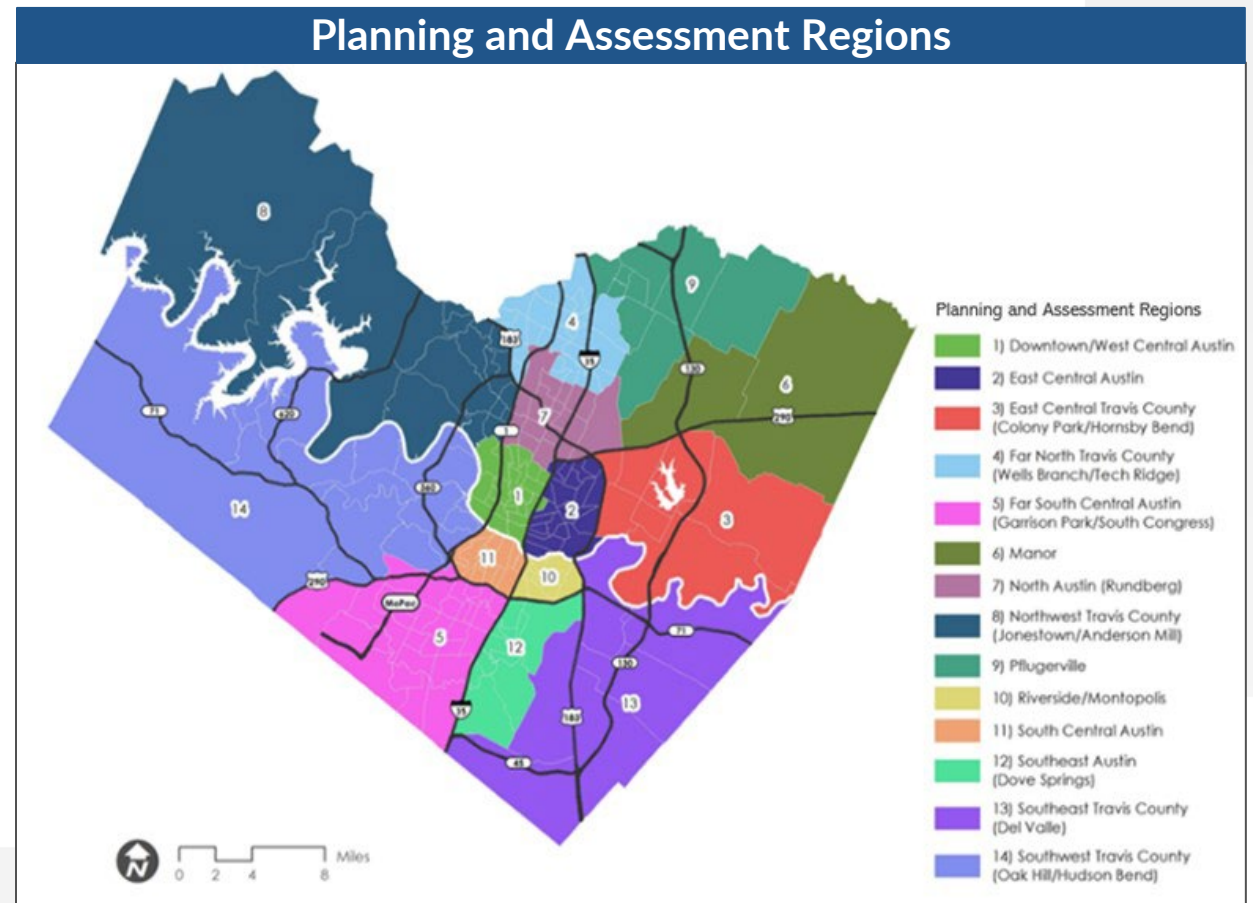 Planning and Assessment Regions
8
9
4
183
35
130
6
7
290
71
620
1
360
1
2
3
14
11
10
290
MoPac
5
12
71
130
13
35
183
45
N
0 2 4 8
Miles
Planning and Assessment Regions
1) Downtown/West Central Austin
2) East Central Austin
3) East Central Travis County
(Colony Park/Hornsby Bend)
4) Far North Travis County
(Wells Branch/Tech Ridge)
5) Far South Central Austin
(Garrison Park/South Congress)
6) Manor
7) North Austin (Rundberg)
8) Northwest Travis County
(Jonestown/Anderson Mill)
9) Pflugerville
10) Riverside/Montopolis
11) South Central Austin
12) Southeast Austin
(Dove Springs)
13) Southeast Travis County
(Del Valle)
14) Southwest Travis County
(Oak Hill/Hudson Bend)